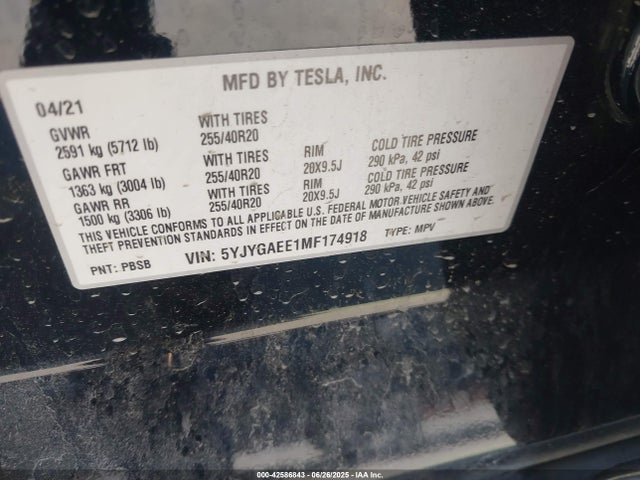 MFD BY TESLA, INC.
04/21
GVWR WITH TIRES
2591 kg (5712 lb) 255/40R20
GAWR FRT WITH TIRES RIM COLD TIRE PRESSURE
1363 kg (3004 lb) 255/40R20 20X9.5J 290 kPa, 42 psi
GAWR RR WITH TIRES RIM COLD TIRE PRESSURE
1500 kg (3306 lb) 255/40R20 20X9.5J 290 kPa, 42 psi
THIS VEHICLE CONFORMS TO ALL APPLICABLE U.S. FEDERAL MOTOR VEHICLE SAFETY AND
THEFT PREVENTION STANDARDS IN EFFECT ON THE DATE OF MANUFACTURE SHOWN ABOVE.
PNT: PBSB VIN: 5YJYGAEE1MF174918 TYPE: MPV
000-42586843 - 06/26/2025 - IAA Inc.